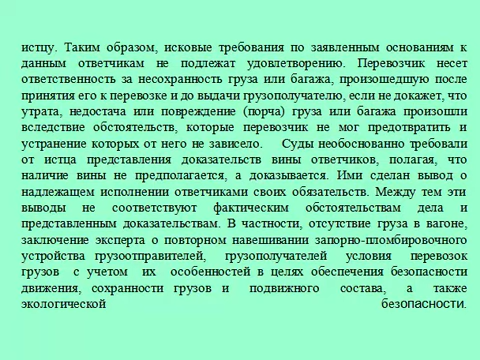 истцу. Таким образом, исковые требования по заявленным основаниям к
данным ответчикам не подлежат удовлетворению. Перевозчик несет
ответственность за несохранность груза или багажа, произошедшую после
принятия его к перевозке и до выдачи грузополучателю, если не докажет, что
утрата, недостача или повреждение (порча) груза или багажа произошли
вследствие обстоятельств, которые перевозчик не мог предотвратить и
устранение которых от него не зависело. Суды необоснованно требовали
от истца представления доказательств вины ответчиков, полагая, что
наличие вины не предполагается, а доказывается. Ими сделан вывод о
надлежащем исполнении ответчиками своих обязательств. Между тем эти
выводы не соответствуют фактическим обстоятельствам дела и
представленным доказательствам. В частности, отсутствие груза в вагоне,
заключение эксперта о повторном навешивании запорно-пломбировочного
устройства грузоотправителей, грузополучателей условия перевозок
грузов с учетом их особенностей в целях обеспечения безопасности
движения, сохранности грузов и подвижного состава, а также
экологической безопасности.